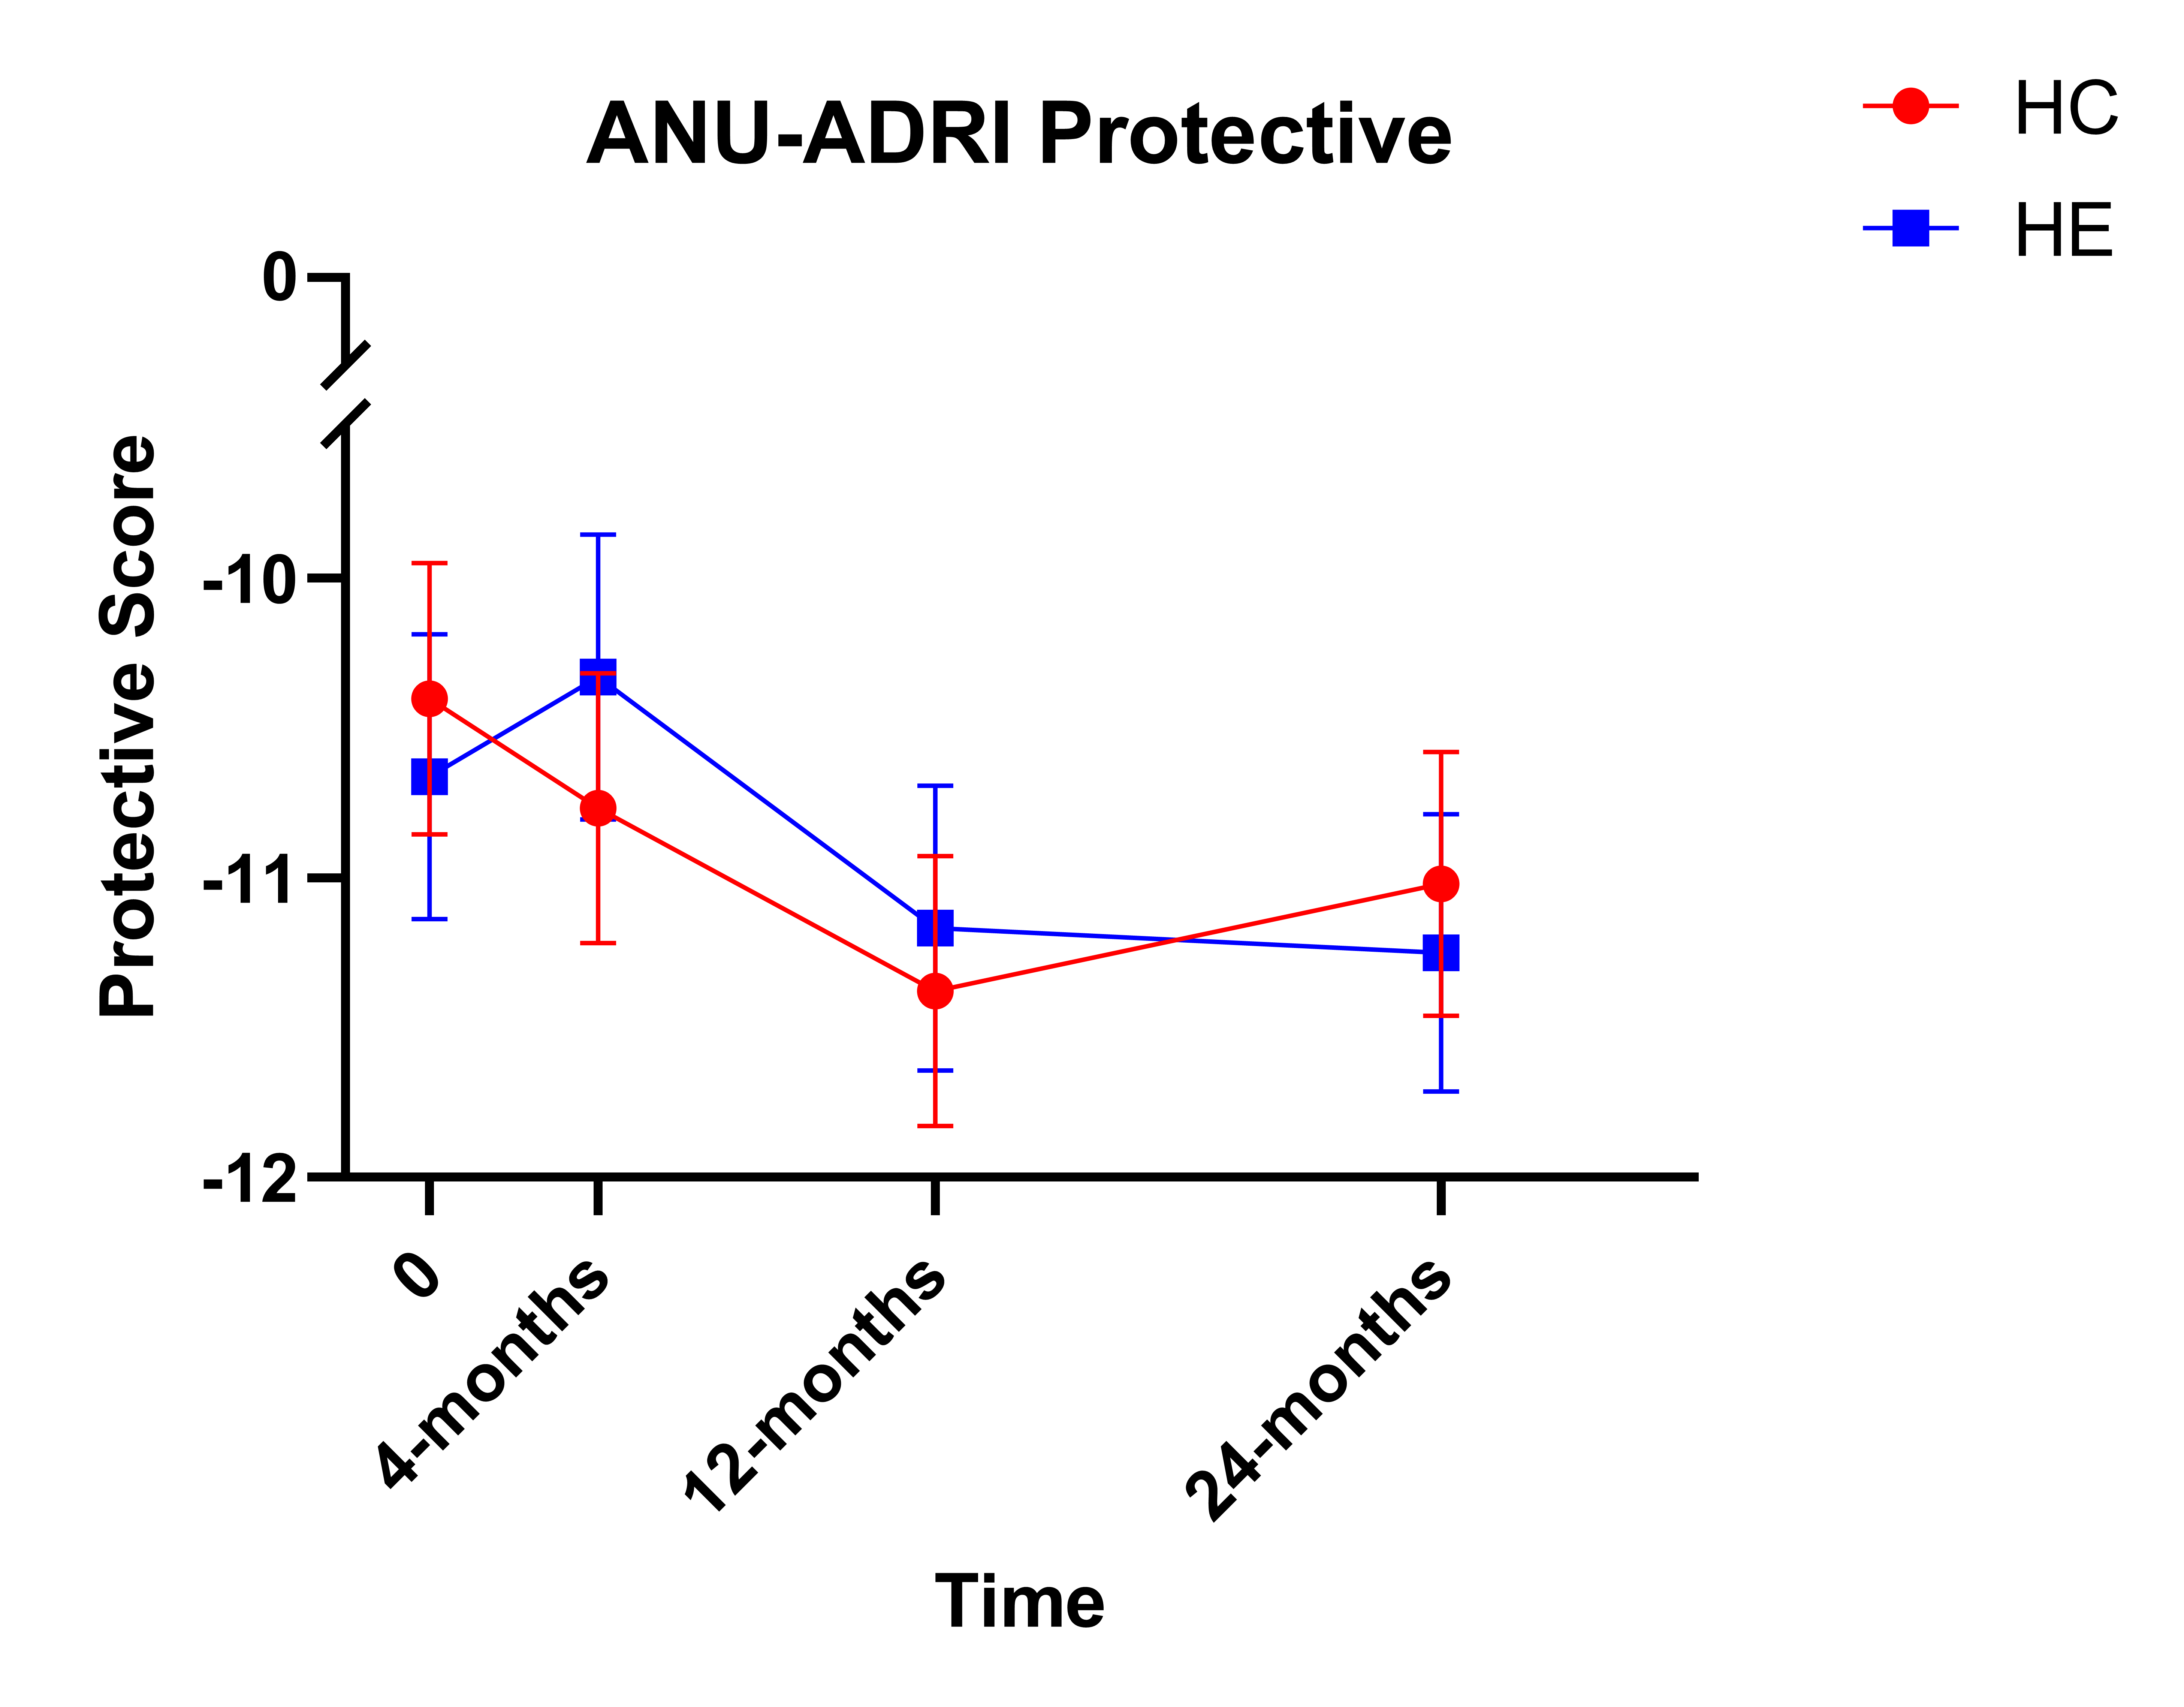 ANU-ADRI Protective
HC
HE
Protective Score
0
-10
-11
-12
0
4-months
12-months
24-months
Time